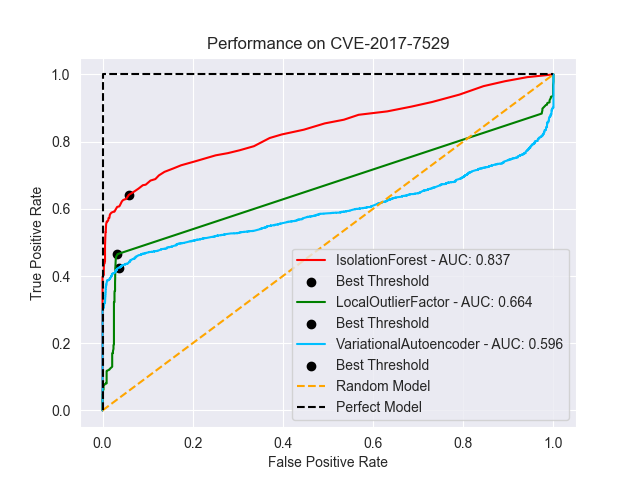 Performance on CVE-2017-7529
1.0
0.8
0.6
0.4
0.2
0.0
True Positive Rate
IsolationForest - AUC: 0.837
Best Threshold
LocalOutlierFactor - AUC: 0.664
Best Threshold
VariationalAutoencoder - AUC: 0.596
Best Threshold
Random Model
Perfect Model
0.0 0.2 0.4 0.6 0.8 1.0
False Positive Rate